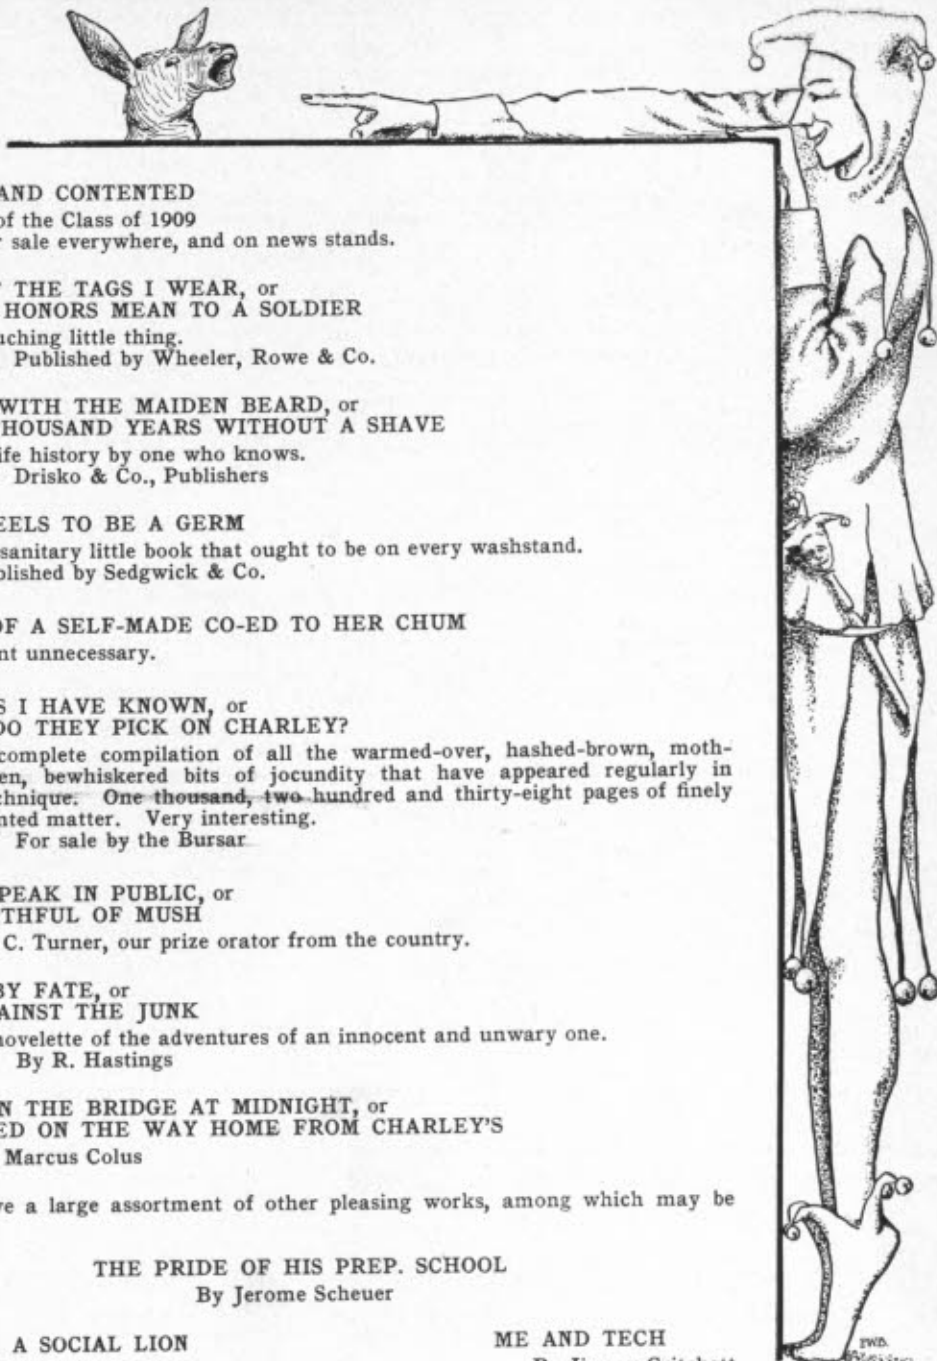 AND CONTENTED
of the Class of 1909
sale everywhere, and on news stands.
THE TAGS I WEAR, or
HONORS MEAN TO A SOLDIER
uching little thing.
Published by Wheeler, Rowe & Co.
WITH THE MAIDEN BEARD, or
HOUSAND YEARS WITHOUT A SHAVE
ife history by one who knows.
Drisko & Co., Publishers
EELS TO BE A GERM
sanitary little book that ought to be on every washstand.
blished by Sedgwick & Co.
OF A SELF-MADE CO-ED TO HER CHUM
nt unnecessary.
S I HAVE KNOWN, or
DO THEY PICK ON CHARLEY?
complete compilation of all the warmed-over, hashed-brown, moth-
en, bewhiskered bits of jocundity that have appeared regularly in
chnique. One thousand, two hundred and thirty-eight pages of finely
nted matter. Very interesting.
For sale by the Bursar
PEAK IN PUBLIC, or
THFUL OF MUSH
C. Turner, our prize orator from the country.
BY FATE, or
AINST THE JUNK
novelette of the adventures of an innocent and unwary one.
By R. Hastings
N THE BRIDGE AT MIDNIGHT, or
ED ON THE WAY HOME FROM CHARLEY'S
Marcus Colus
ve a large assortment of other pleasing works, among which may be
THE PRIDE OF HIS PREP. SCHOOL
By Jerome Scheuer
A SOCIAL LION
ME AND TECH